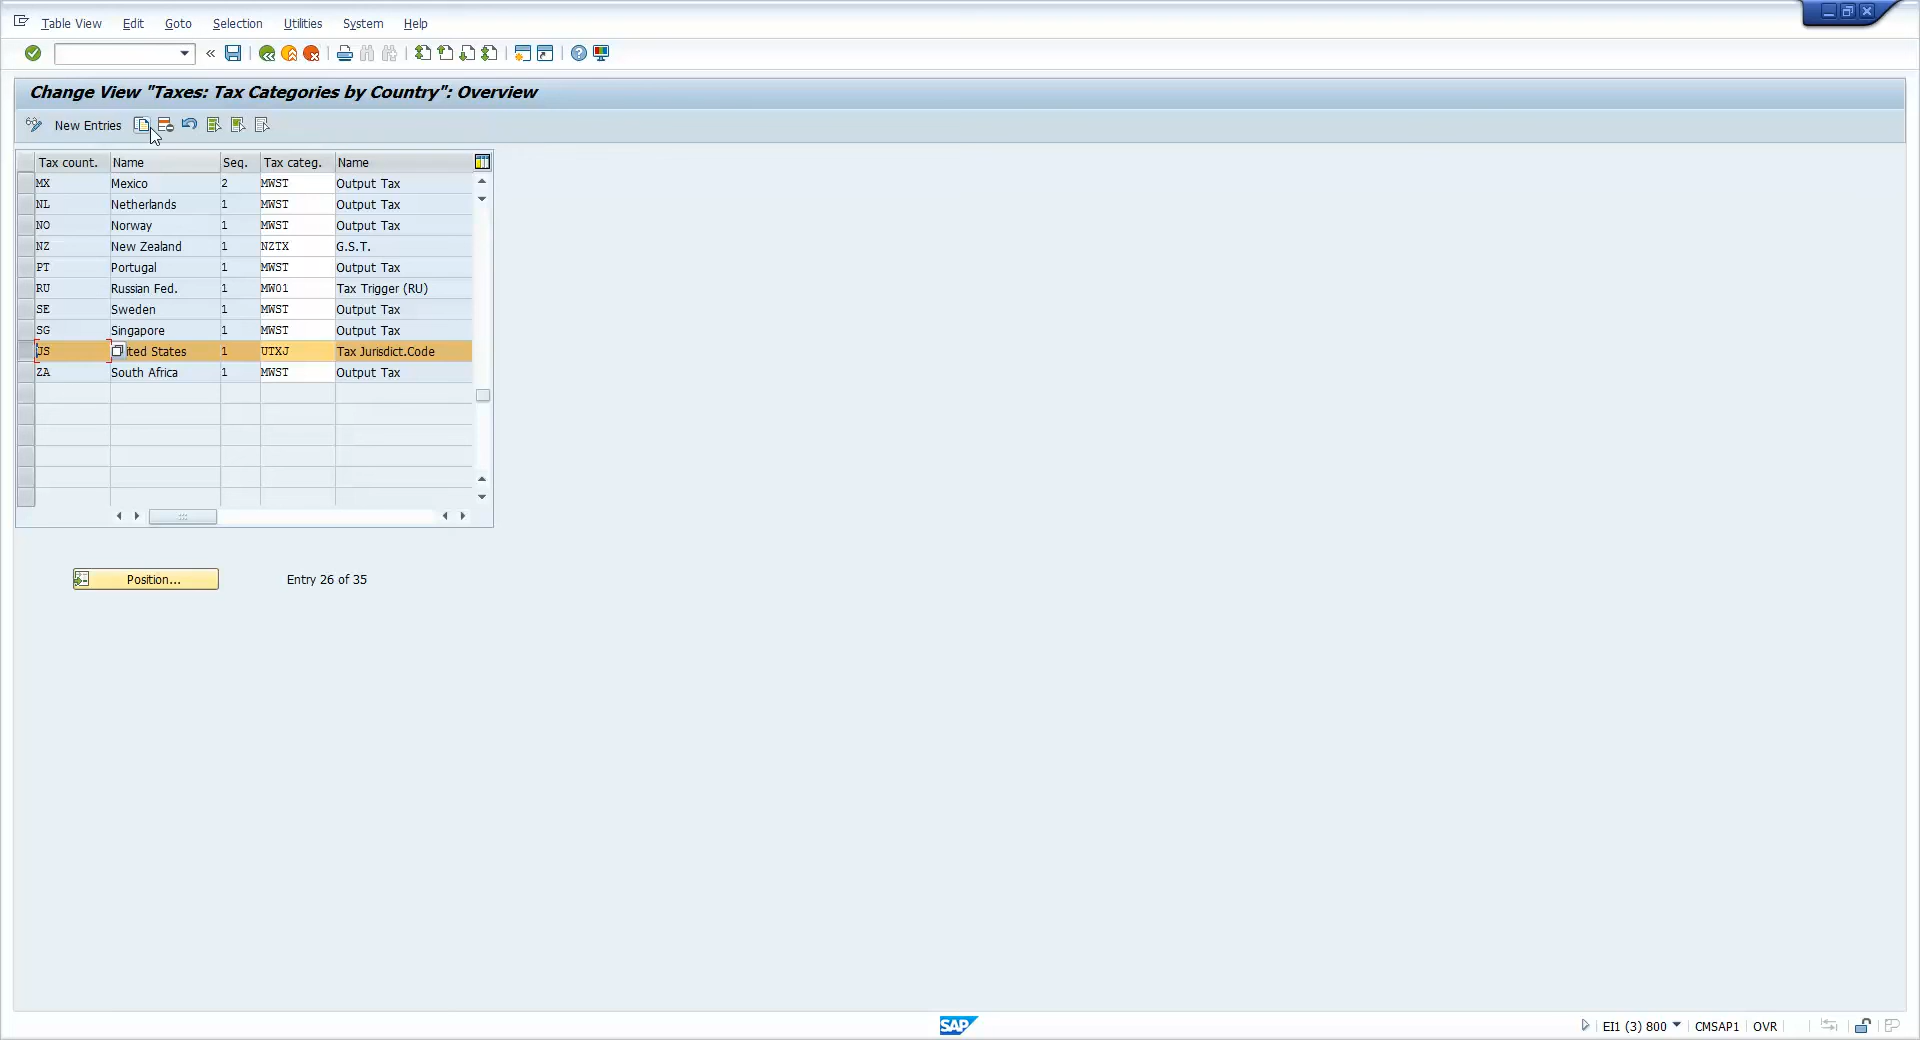 Table View Edit Goto Selection Utilities System Help
Change View "Taxes: Tax Categories by Country": Overview
New Entries
Tax count. Name Seq. Tax categ. Name
MX Mexico 2 MWST Output Tax
NL Netherlands 1 MWST Output Tax
NO Norway 1 MWST Output Tax
NZ New Zealand 1 NZTX G.S.T.
PT Portugal 1 MWST Output Tax
RU Russian Fed. 1 MW01 Tax Trigger (RU)
SE Sweden 1 MWST Output Tax
SG Singapore 1 MWST Output Tax
US ited States 1 UTXJ Tax Jurisdict.Code
ZA South Africa 1 MWST Output Tax
Position... Entry 26 of 35
SAP EI1 (3) 800 CMSAP1 OVR